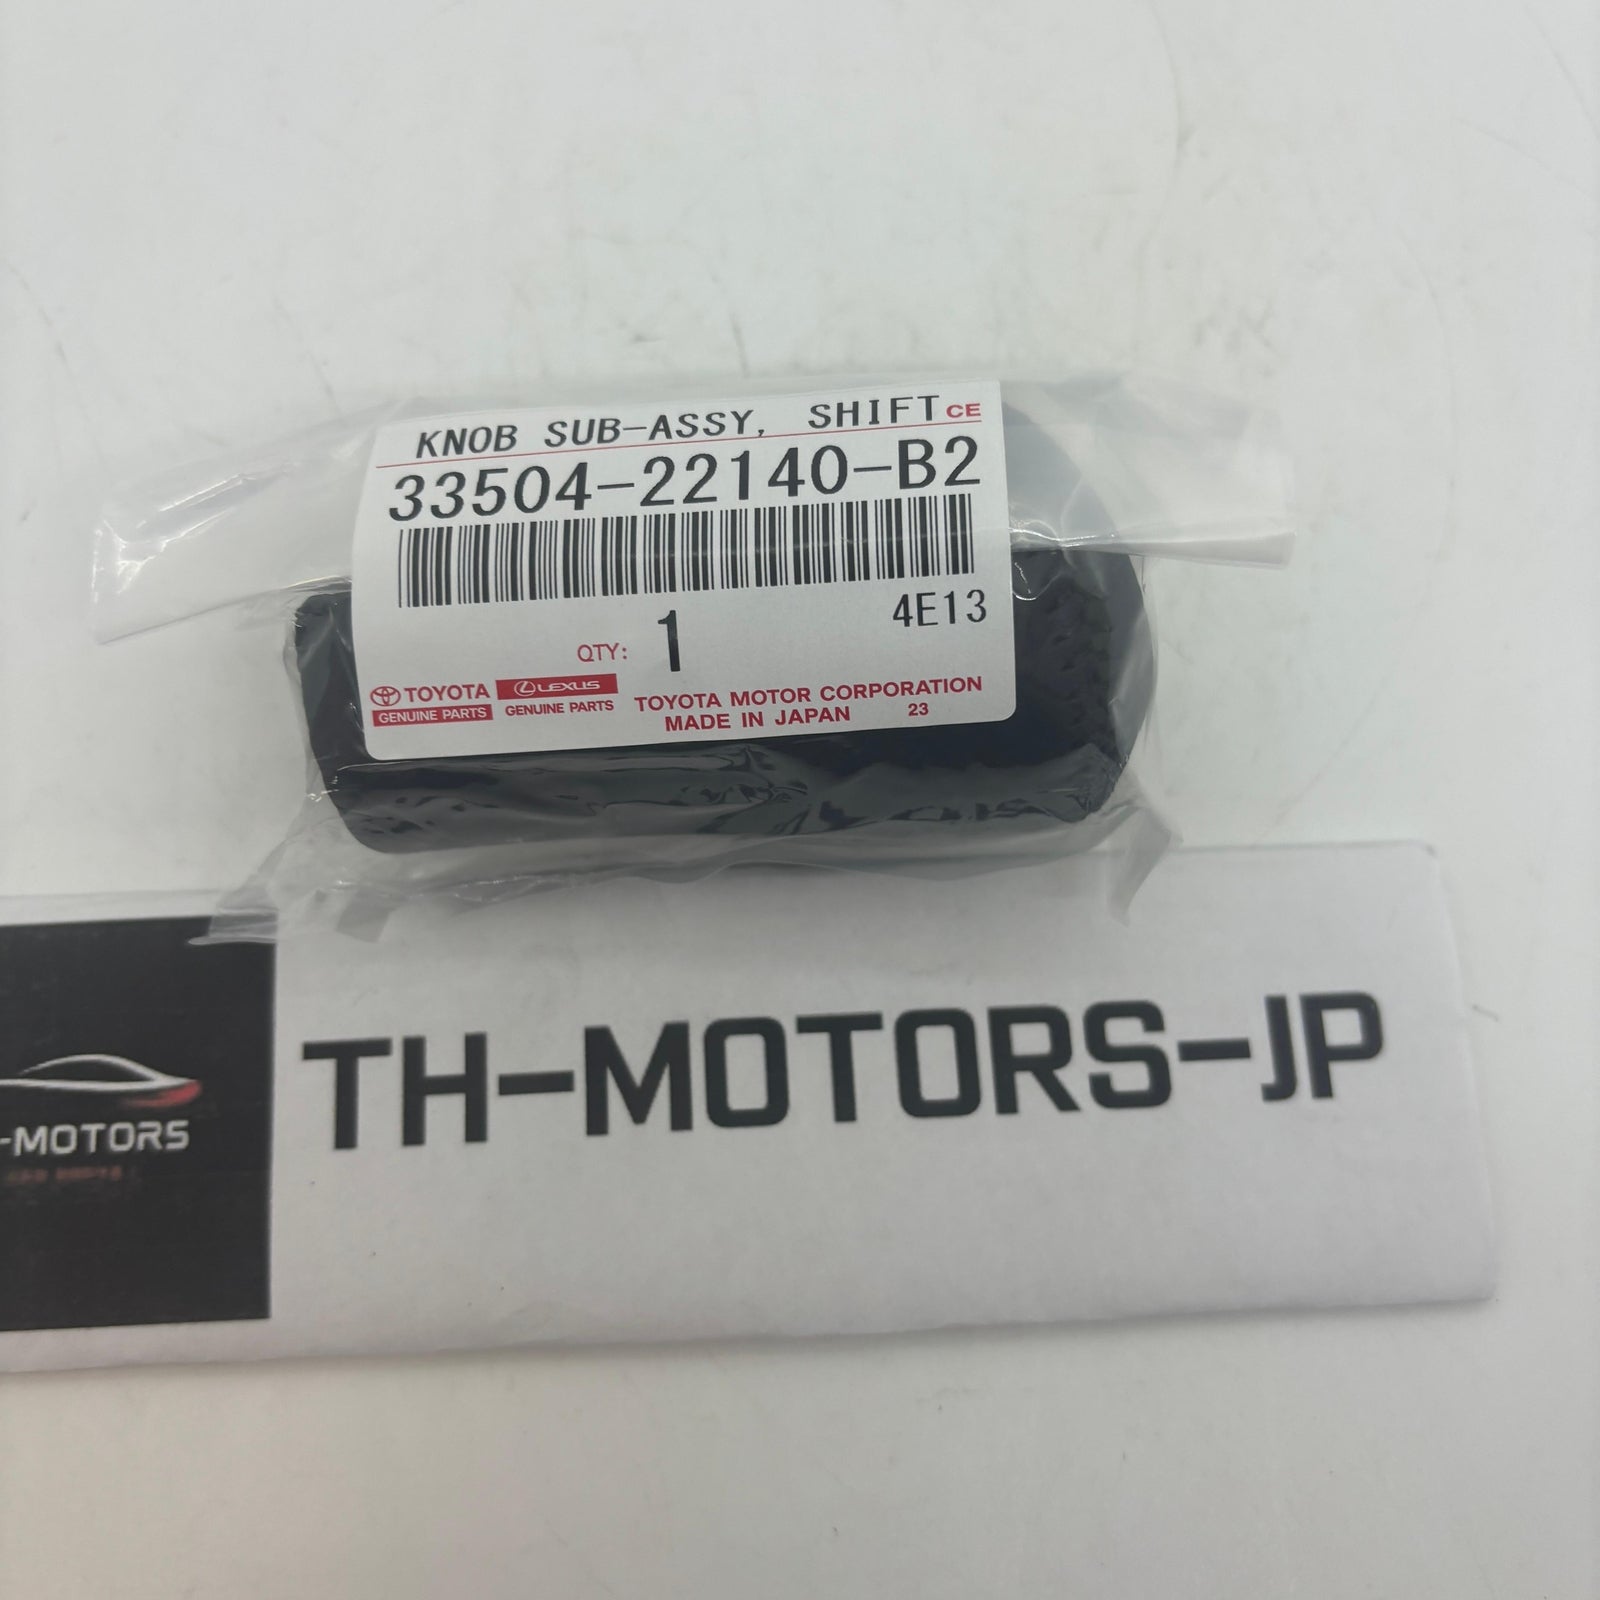 KNOB SUB-ASSY, SHIFT CE
33504-22140-B2
4E13
QTY: 1
TOYOTA LEXUS
GENUINE PARTS GENUINE PARTS
TOYOTA MOTOR CORPORATION
MADE IN JAPAN 23
TH-MOTORS-JP
-MOTORS